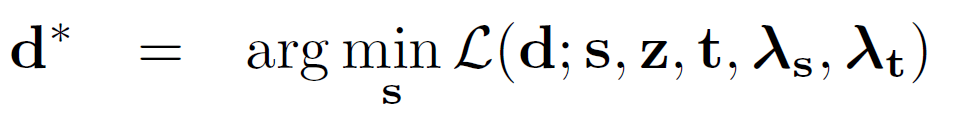 d* = arg min_s ℒ(d; s, z, t, λ_s, λ_t)